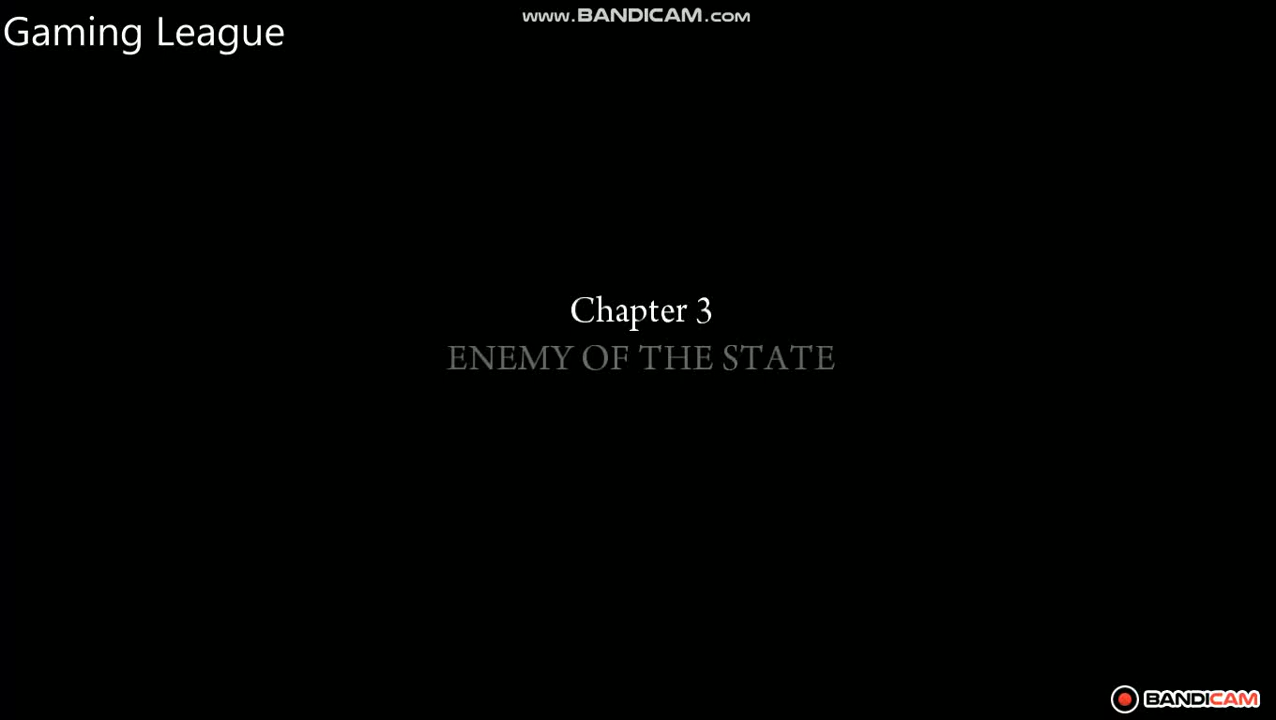 www.BANDICAM.COM
Gaming League
Chapter 3
ENEMY OF THE STATE
BANDICAM